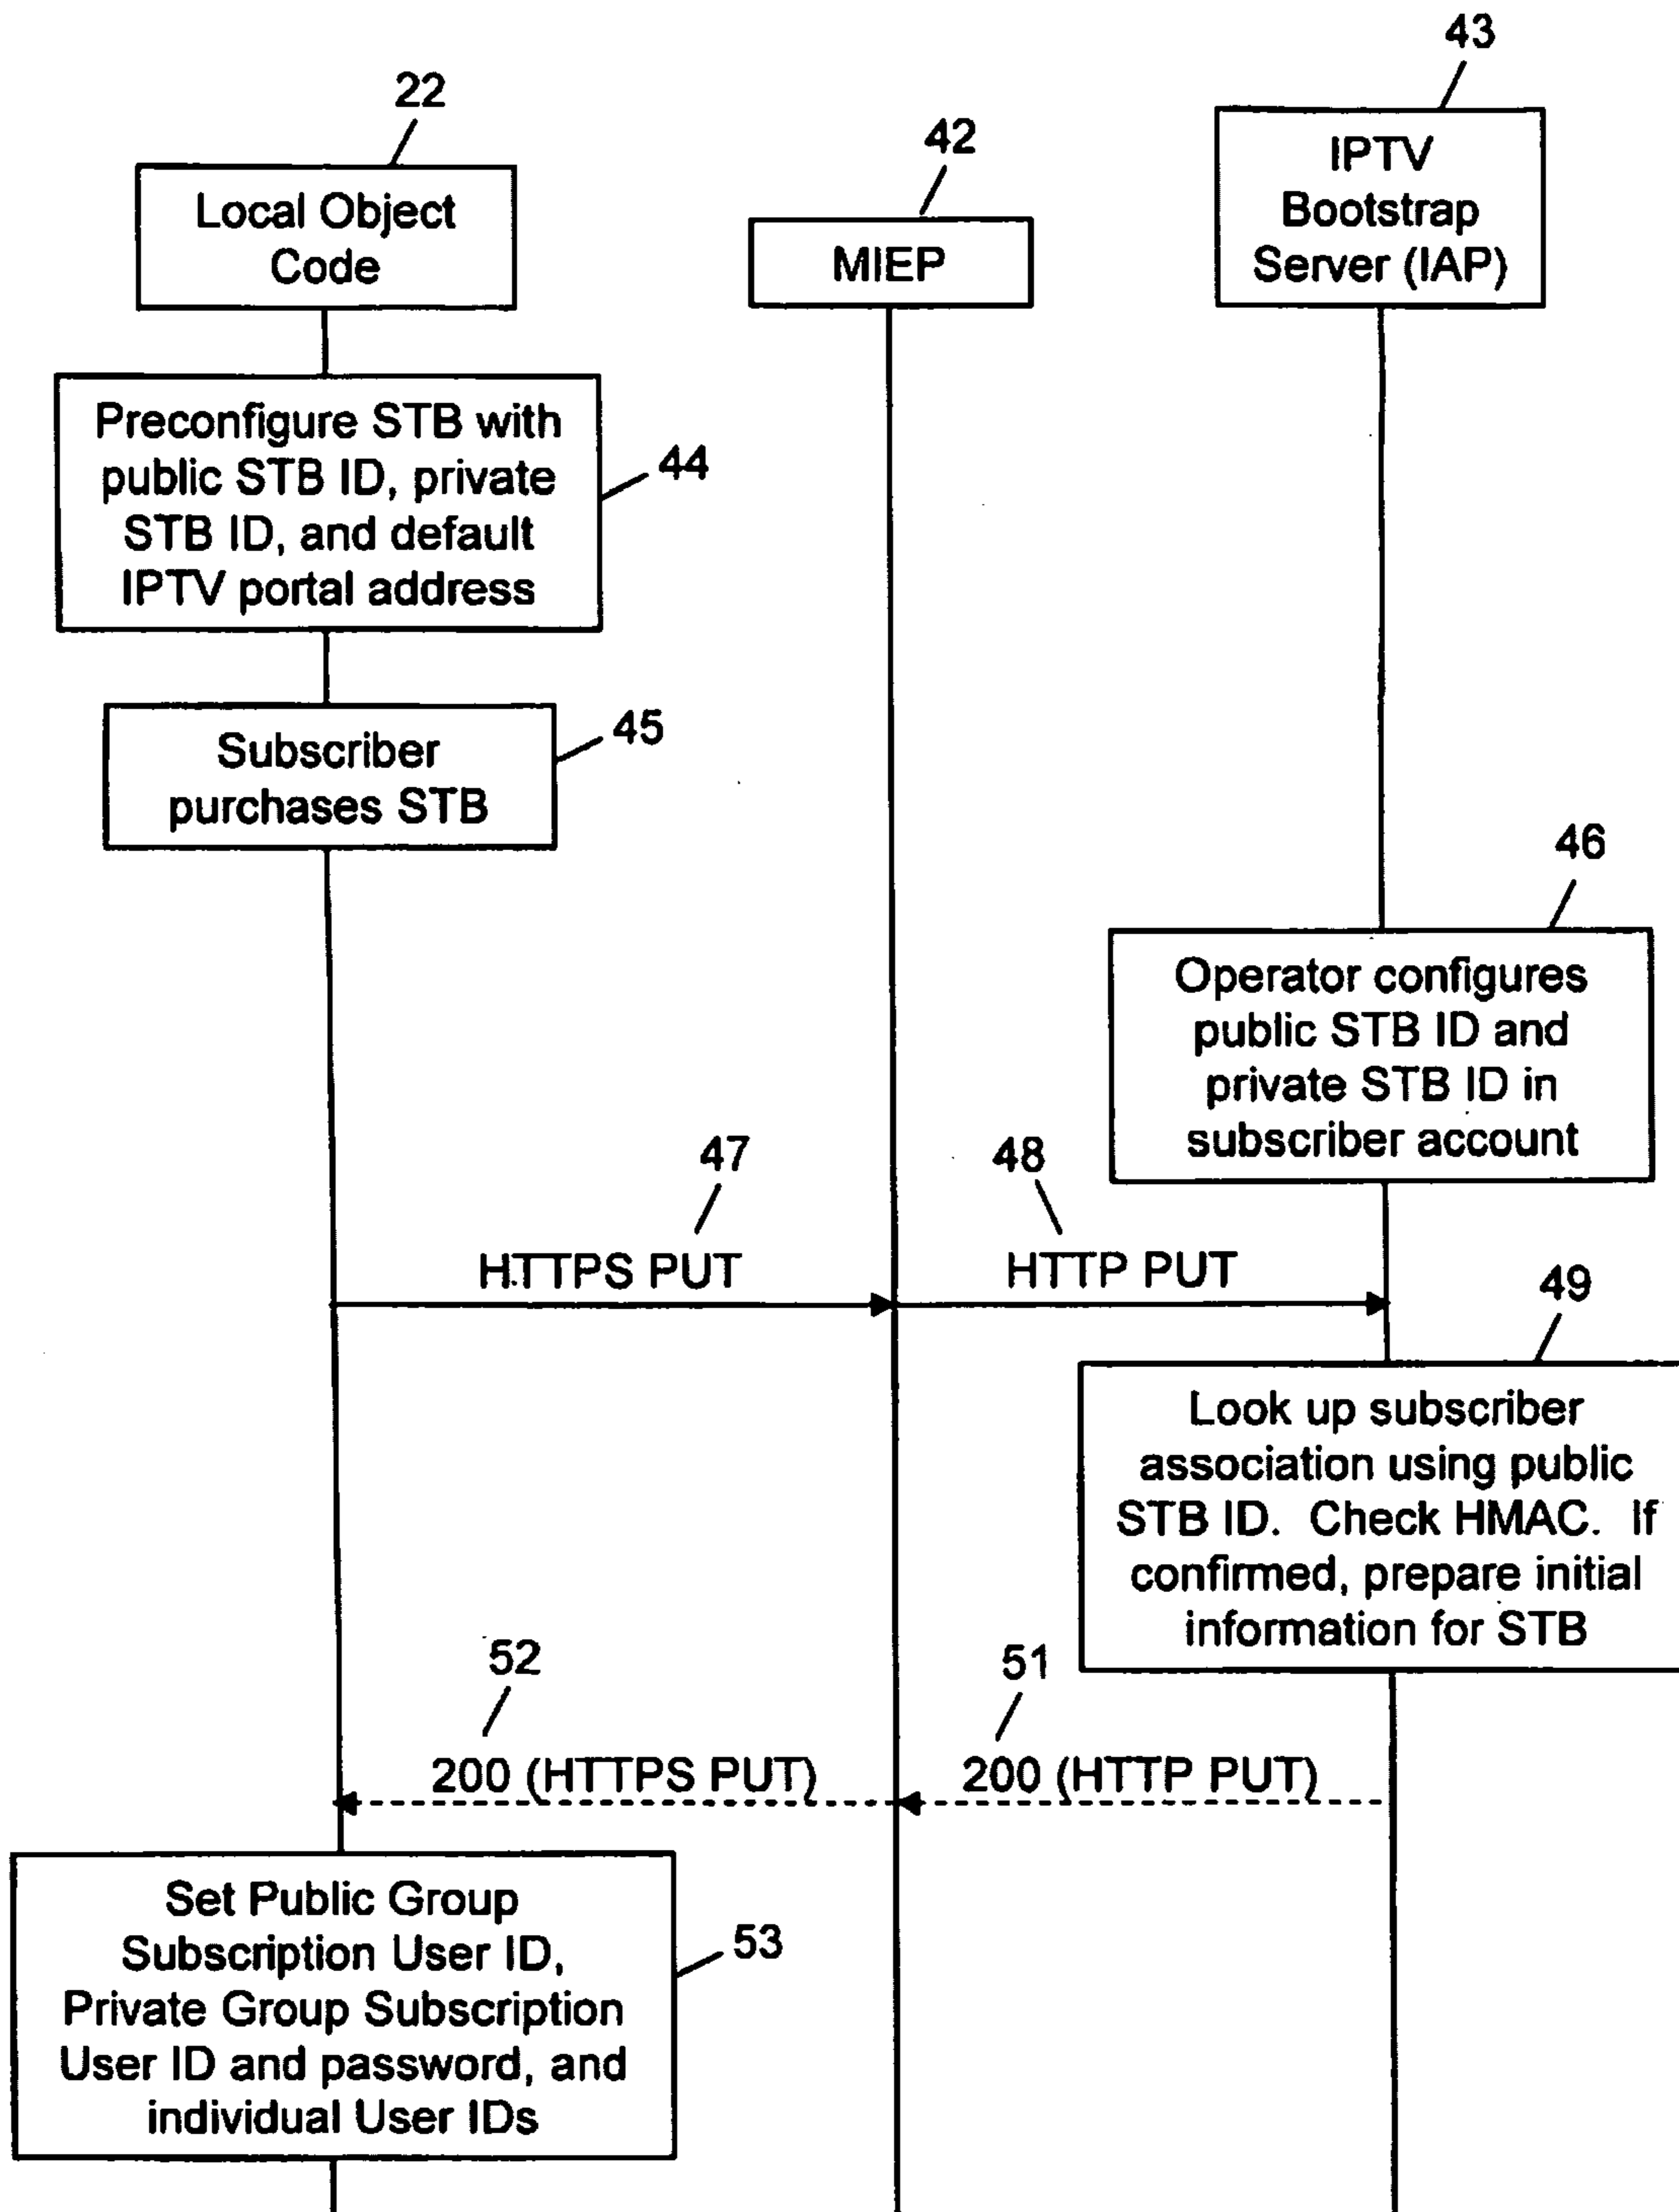 43
22
42
Local Object
Code
MIEP
IPTV
Bootstrap
Server (IAP)
Preconfigure STB with
public STB ID, private
STB ID, and default
IPTV portal address
44
Subscriber
purchases STB
45
46
Operator configures
public STB ID and
private STB ID in
subscriber account
47
48
HTTPS PUT
HTTP PUT
49
Look up subscriber
association using public
STB ID. Check HMAC. If
confirmed, prepare initial
information for STB
52
51
200 (HTTPS PUT)
200 (HTTP PUT)
Set Public Group
Subscription User ID,
Private Group Subscription
User ID and password, and
individual User IDs
53